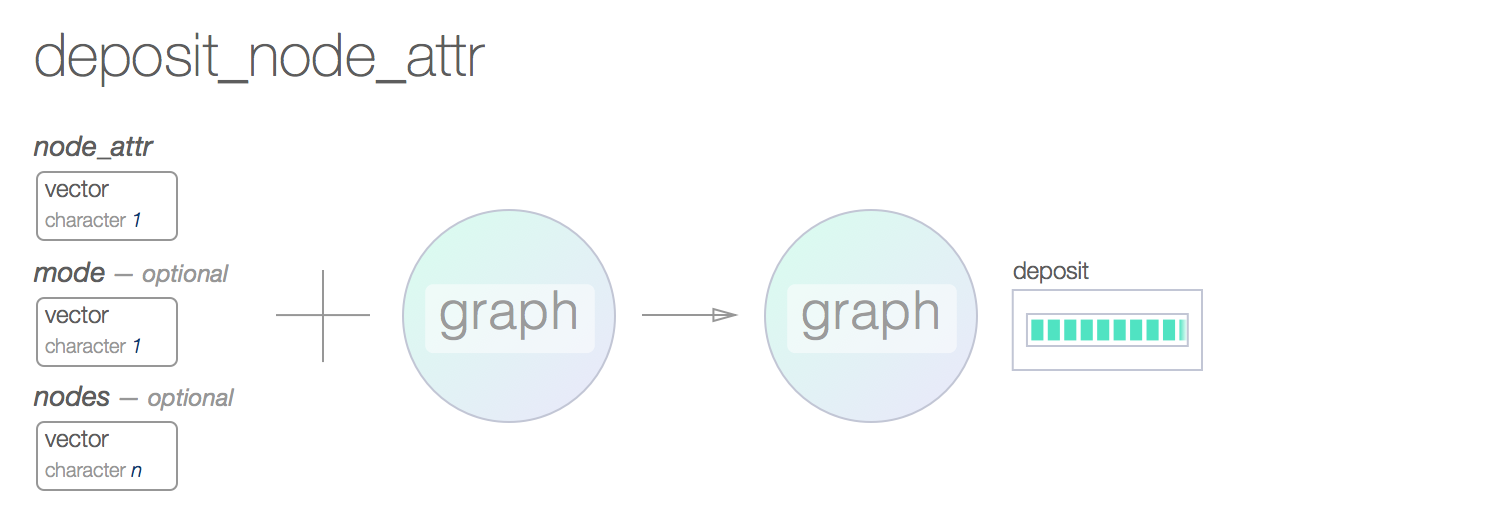 deposit_node_attr
node_attr
vector
character 1
mode — optional
vector
character 1
nodes — optional
vector
character n
graph
graph
deposit